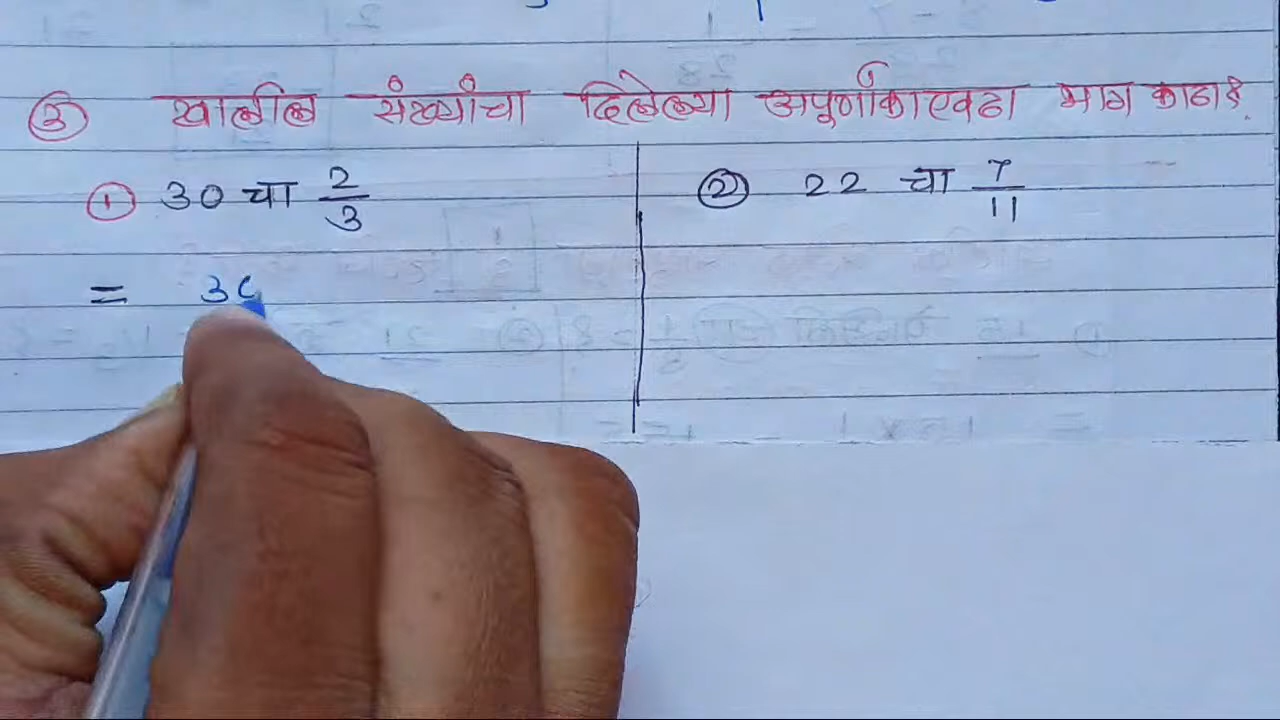 ③ खालील संख्यांचा दिलेल्या अपूर्णांकाएवढा भाग काढा.
① 30 चा 2/3
② 22 चा 7/11
= 30